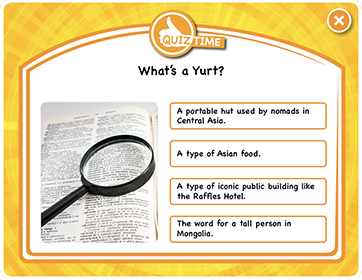 QUIZ TIME
What's a Yurt?
A portable hut used by nomads in
Central Asia.
A type of Asian food.
A type of iconic public building like
the Raffles Hotel.
The word for a tall person in
Mongolia.